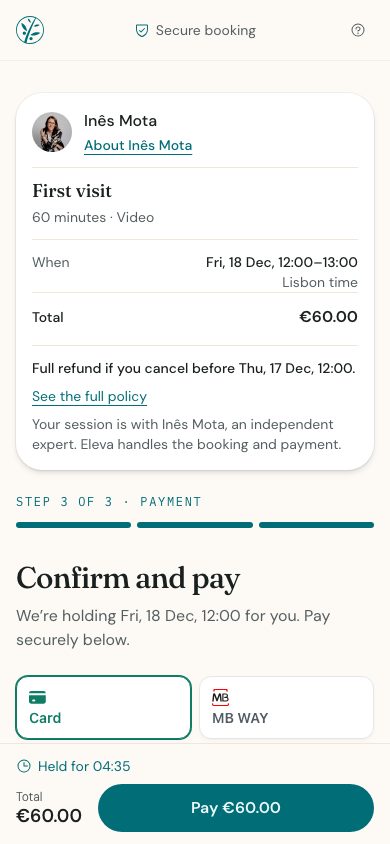 Secure booking
Inês Mota
About Inês Mota
First visit
60 minutes · Video
When
Fri, 18 Dec, 12:00–13:00
Lisbon time
Total
€60.00
Full refund if you cancel before Thu, 17 Dec, 12:00.
See the full policy
Your session is with Inês Mota, an independent
expert. Eleva handles the booking and payment.
STEP 3 OF 3 · PAYMENT
Confirm and pay
We’re holding Fri, 18 Dec, 12:00 for you. Pay
securely below.
Card
MB
MB WAY
Held for 04:35
Total
€60.00
Pay €60.00